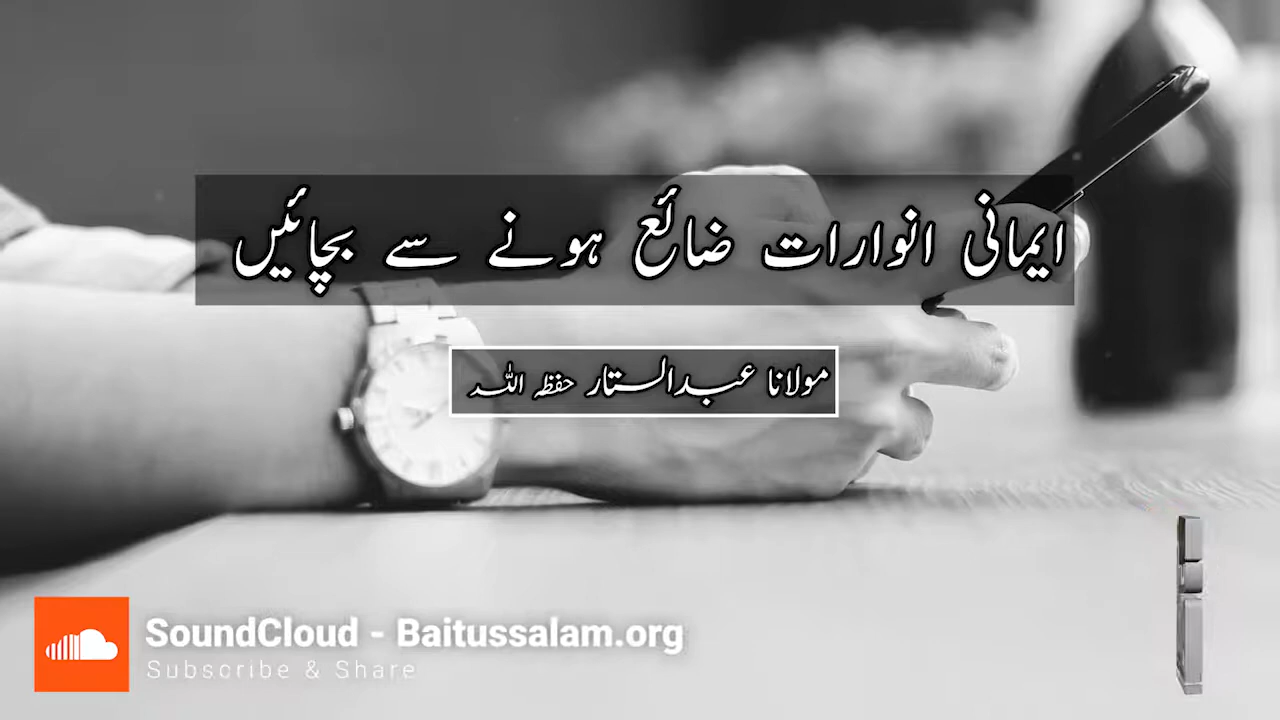 ایمانی انوارات ضائع ہونے سے بچائیں
مولانا عبدالستار حفظہ اللہ
SoundCloud - Baitussalam.org
Subscribe & Share